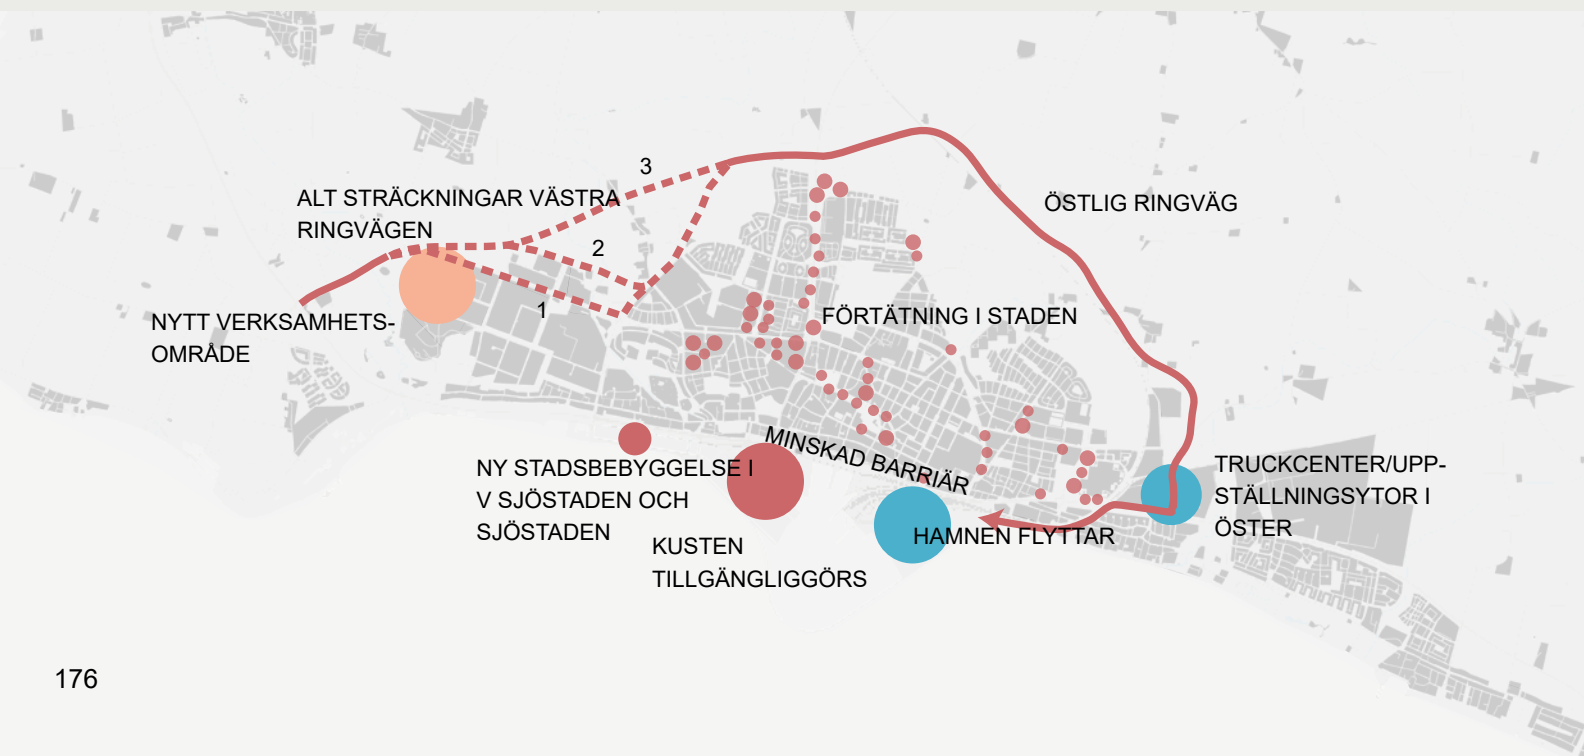 3
ALT STRÄCKNINGAR VÄSTRA
RINGVÄGEN
ÖSTLIG RINGVÄG
2
1
NYTT VERKSAMHETS-
OMRÅDE
FÖRTÄTNING I STADEN
MINSKAD BARRIÄR
NY STADSBEBYGGELSE I
V SJÖSTADEN OCH
SJÖSTADEN
TRUCKCENTER/UPP-
STÄLLNINGSYTOR I
ÖSTER
KUSTEN
TILLGÄNGLIGGÖRS
HAMNEN FLYTTAR
176